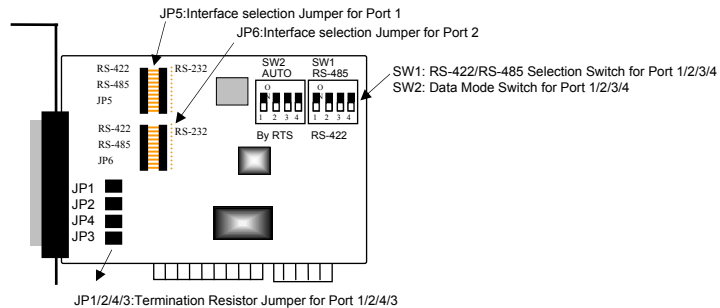 JP5:Interface selection Jumper for Port 1
JP6:Interface selection Jumper for Port 2
RS-422
RS-485
JP5
RS-232
SW2
AUTO
SW1
RS-485
SW1: RS-422/RS-485 Selection Switch for Port 1/2/3/4
SW2: Data Mode Switch for Port 1/2/3/4
O
N
1 2 3 4
O
N
1 2 3 4
By RTS
RS-422
RS-422
RS-485
JP6
RS-232
JP1
JP2
JP4
JP3
JP1/2/4/3:Termination Resistor Jumper for Port 1/2/4/3